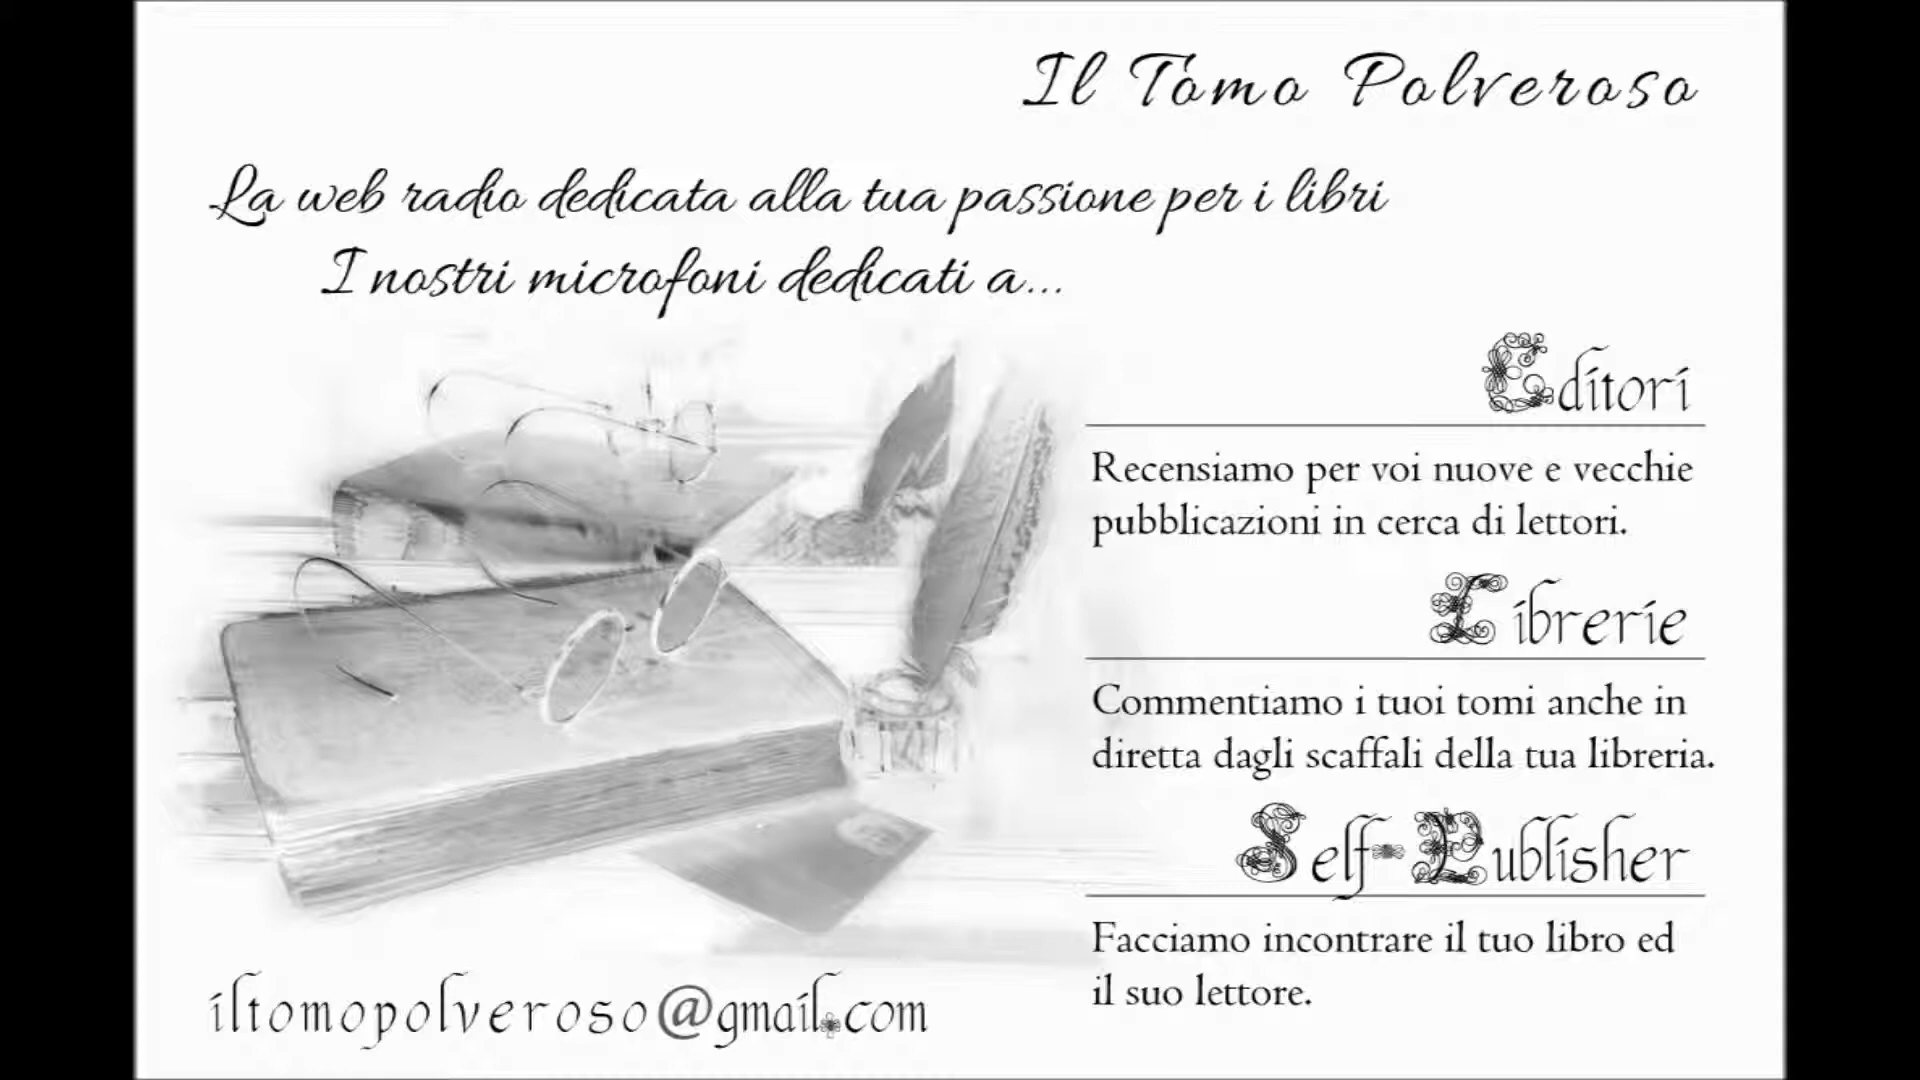 Il Tomo Polveroso
La web radio dedicata alla tua passione per i libri
I nostri microfoni dedicati a...
Editori
Recensiamo per voi nuove e vecchie
pubblicazioni in cerca di lettori.
Librerie
Commentiamo i tuoi tomi anche in
diretta dagli scaffali della tua libreria.
Self-Publisher
Facciamo incontrare il tuo libro ed
il suo lettore.
iltomopolveroso@gmail.com